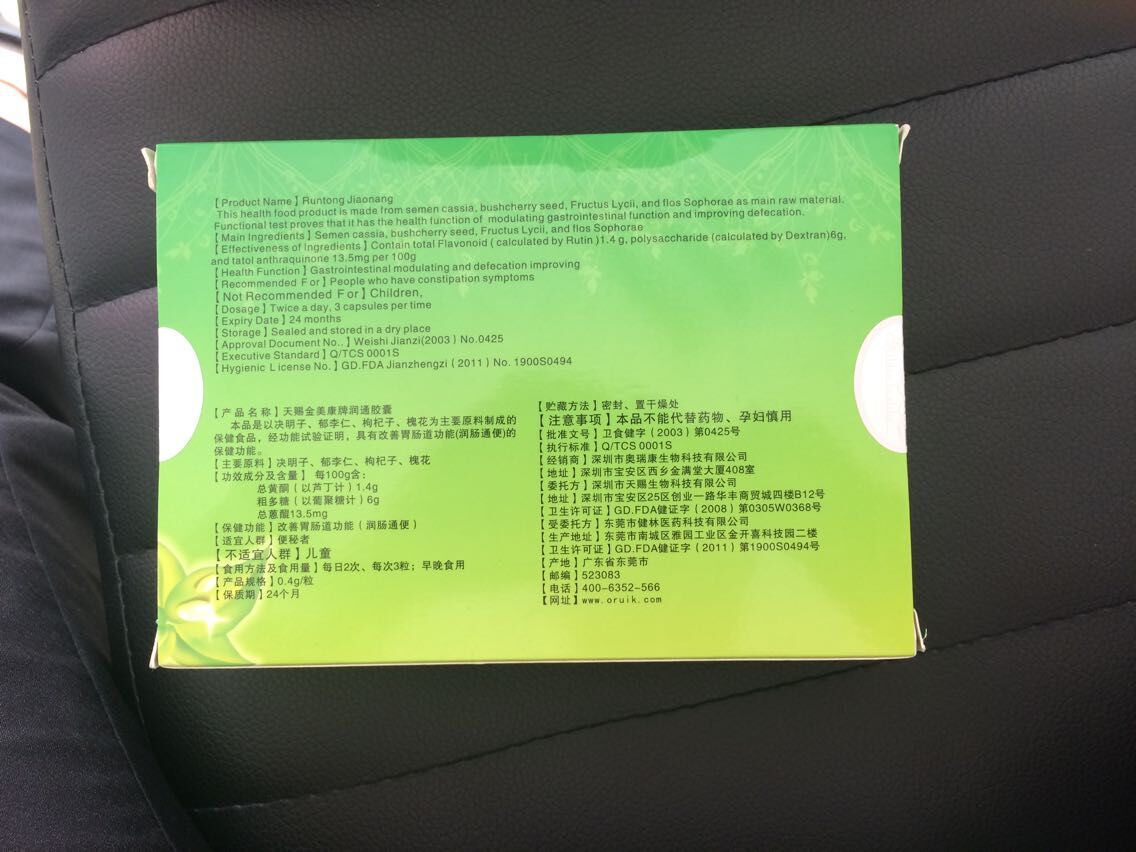 【Product Name】Runtong Jiaonang
This health food product is made from semen cassia, bushcherry seed, Fructus Lycii, and flos Sophorae as main raw material.
Functional test proves that it has the health function of modulating gastrointestinal function and improving defecation.
【Main Ingredients】Semen cassia, bushcherry seed, Fructus Lycii, and flos Sophorae
【Effectiveness of Ingredients】Contain total Flavonoid ( calculated by Rutin )1.4 g, polysaccharide (calculated by Dextran)6g,
and tatol anthraquinone 13.5mg per 100g
【Health Function】Gastrointestinal modulating and defecation improving
【Recommended For】People who have constipation symptoms
【Not Recommended For】Children,
【Dosage】Twice a day, 3 capsules per time
【Expiry Date】24 months
【Storage】Sealed and stored in a dry place
【Approval Document No..】Weishi Jianzi(2003) No.0425
【Executive Standard】Q/TCS 0001S
【Hygienic License No.】GD.FDA Jianzhengzi (2011) No. 1900S0494
【产品名称】天赐金美康牌润通胶囊
本品是以决明子、郁李仁、枸杞子、槐花为主要原料制成的
保健食品，经功能试验证明，具有改善胃肠道功能(润肠通便)的
保健功能。
【主要原料】决明子、郁李仁、枸杞子、槐花
【功效成分及含量】每100g含：
总黄酮（以芦丁计）1.4g
粗多糖（以葡聚糖计）6g
总蒽醌13.5mg
【保健功能】改善胃肠道功能（润肠通便）
【适宜人群】便秘者
【不适宜人群】儿童
【食用方法及食用量】每日2次、每次3粒；早晚食用
【产品规格】0.4g/粒
【保质期】24个月
【贮藏方法】密封、置干燥处
【注意事项】本品不能代替药物、孕妇慎用
【批准文号】卫食健字（2003）第0425号
【执行标准】Q/TCS 0001S
【经销商】深圳市奥瑞康生物科技有限公司
【地址】深圳市宝安区西乡金满堂大厦408室
【委托方】深圳市天赐生物科技有限公司
【地址】深圳市宝安区25区创业一路华丰商贸城四楼B12号
【卫生许可证】GD.FDA健证字（2008）第0305W0368号
【受委托方】东莞市健林医药科技有限公司
【生产地址】东莞市南城区雅园工业区金开喜科技园二楼
【卫生许可证】GD.FDA健证字（2011）第1900S0494号
【产地】广东省东莞市
【邮编】523083
【电话】400-6352-566
【网址】www.oruik.com